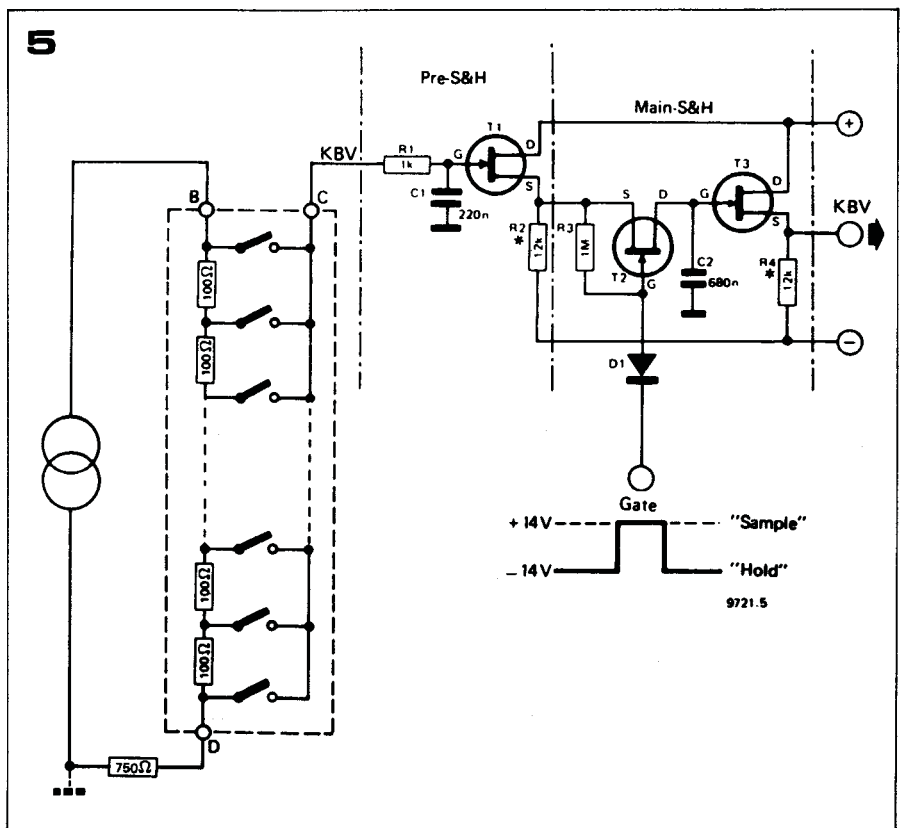 5
Pre-S&H
Main-S&H
KBV
R1
1k
G
T1
D
S
C1
220n
R2
*
12k
R3
1M
S
D
T2
G
G
T3
D
S
C2
680n
R4
*
12k
+
KBV
−
D1
Gate
+14V
"Sample"
−14V
"Hold"
9721.5
B
C
100Ω
100Ω
100Ω
100Ω
D
750Ω